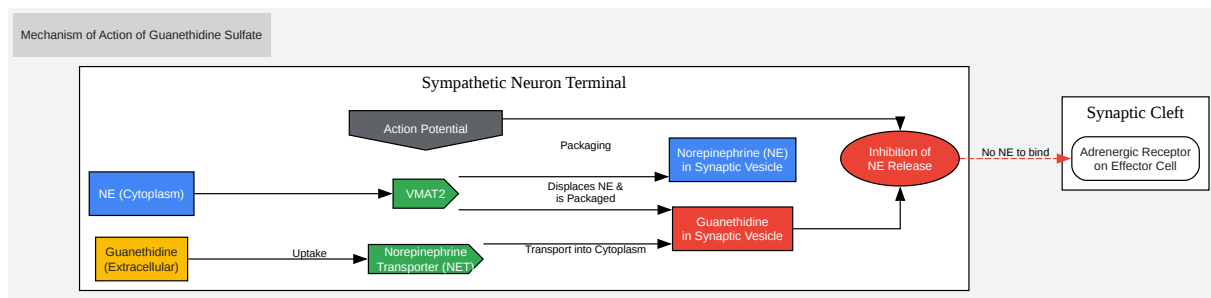 Mechanism of Action of Guanethidine Sulfate
Sympathetic Neuron Terminal
Action Potential
Packaging
Norepinephrine (NE)
in Synaptic Vesicle
Inhibition of
NE Release
No NE to bind
Synaptic Cleft
Adrenergic Receptor
on Effector Cell
NE (Cytoplasm)
VMAT2
Displaces NE &
is Packaged
Guanethidine
in Synaptic Vesicle
Guanethidine
(Extracellular)
Uptake
Norepinephrine
Transporter (NET)
Transport into Cytoplasm